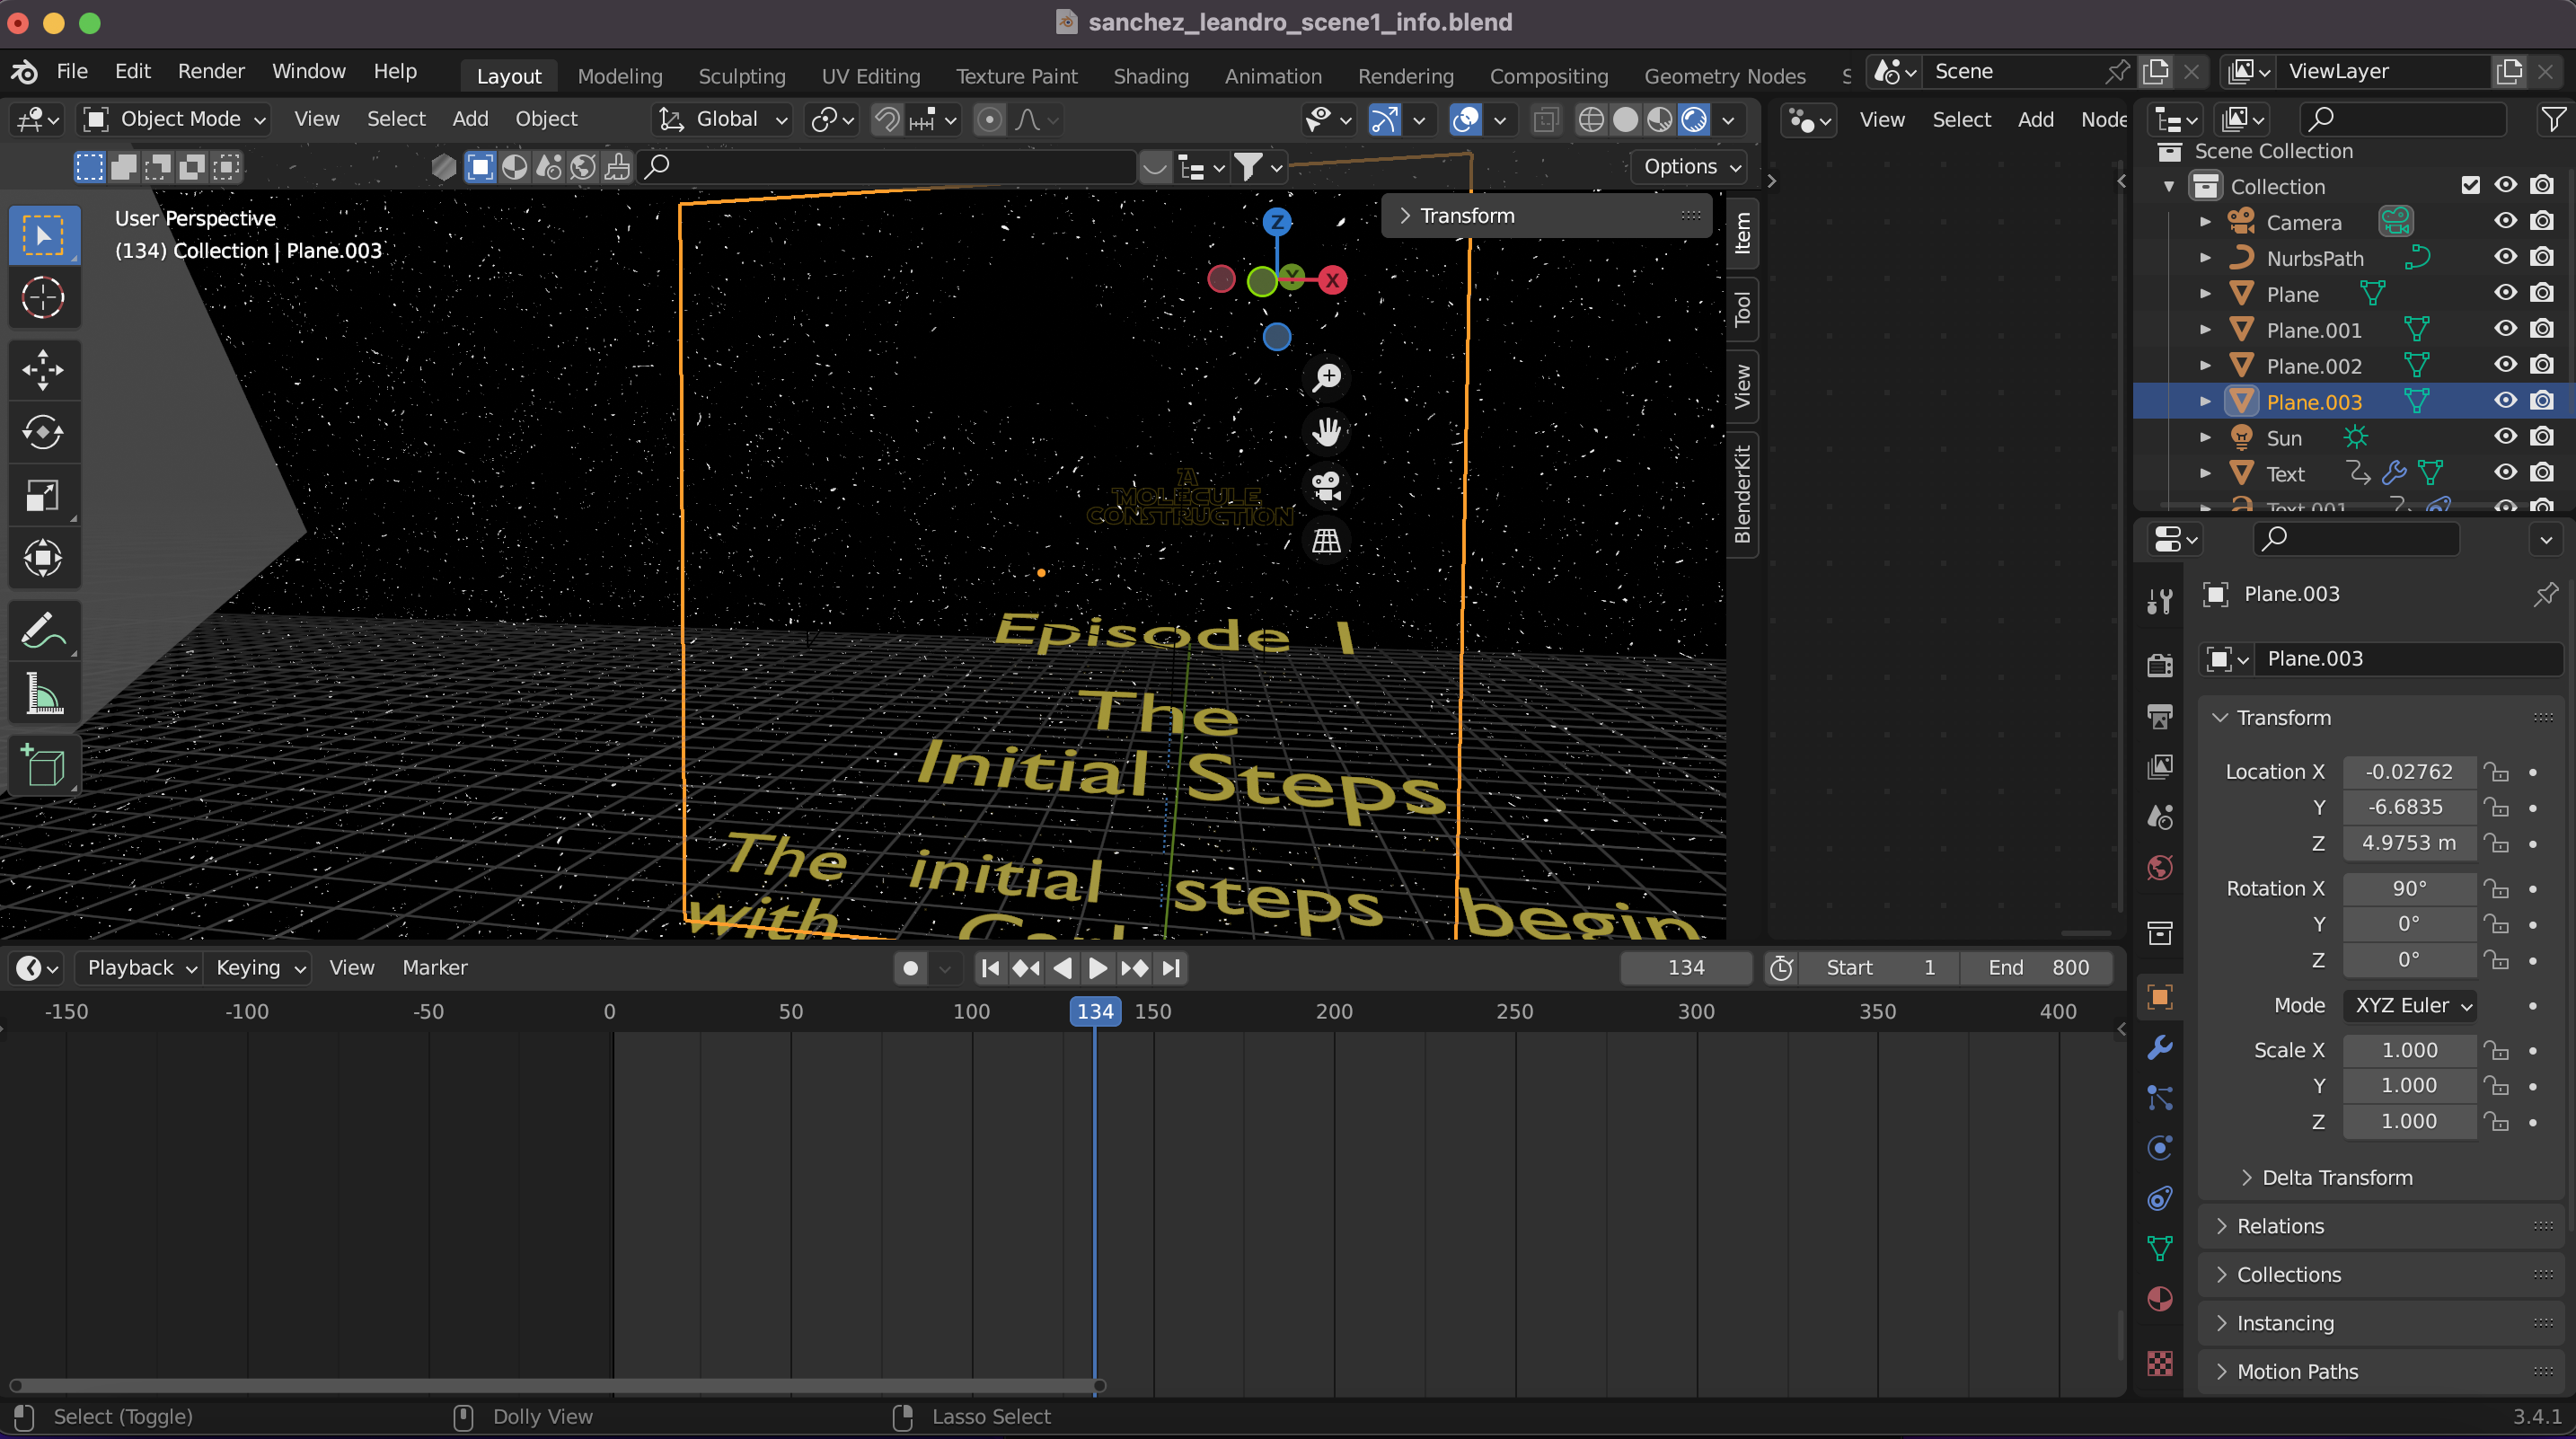 sanchez_leandro_scene1_info.blend
File Edit Render Window Help Layout Modeling Sculpting UV Editing Texture Paint Shading Animation Rendering Compositing Geometry Nodes S Scene ViewLayer
Object Mode View Select Add Object Global View Select Add Node
Options
Scene Collection
Collection
Camera
NurbsPath
Plane
Plane.001
Plane.002
Plane.003
Sun
Text
Text.001
User Perspective
(134) Collection | Plane.003
Transform
Z
Y
X
Item
Tool
View
BlenderKit
A
MOLECULE
CONSTRUCTION
Episode I
The
Initial Steps
The initial steps begin
with
Plane.003
Plane.003
Transform
Location X -0.02762
Y -6.6835
Z 4.9753 m
Rotation X 90°
Y 0°
Z 0°
Mode XYZ Euler
Scale X 1.000
Y 1.000
Z 1.000
Delta Transform
Relations
Collections
Instancing
Motion Paths
Playback Keying View Marker 134 Start 1 End 800
-150 -100 -50 0 50 100 134 150 200 250 300 350 400
Select (Toggle) Dolly View Lasso Select 3.4.1